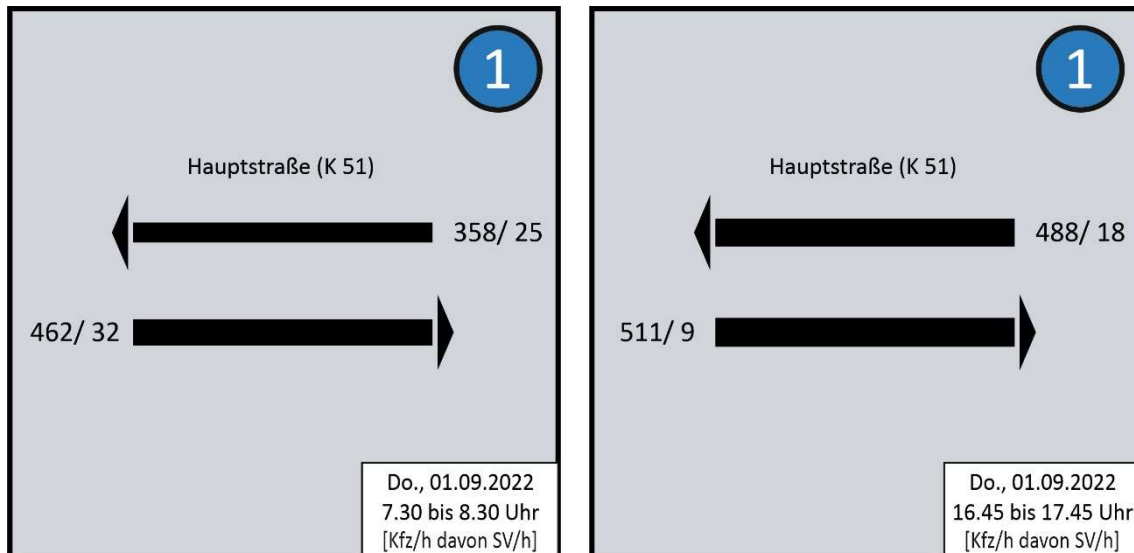 1
Hauptstraße (K 51)
358/ 25
462/ 32
Do., 01.09.2022
7.30 bis 8.30 Uhr
[Kfz/h davon SV/h]
1
Hauptstraße (K 51)
488/ 18
511/ 9
Do., 01.09.2022
16.45 bis 17.45 Uhr
[Kfz/h davon SV/h]